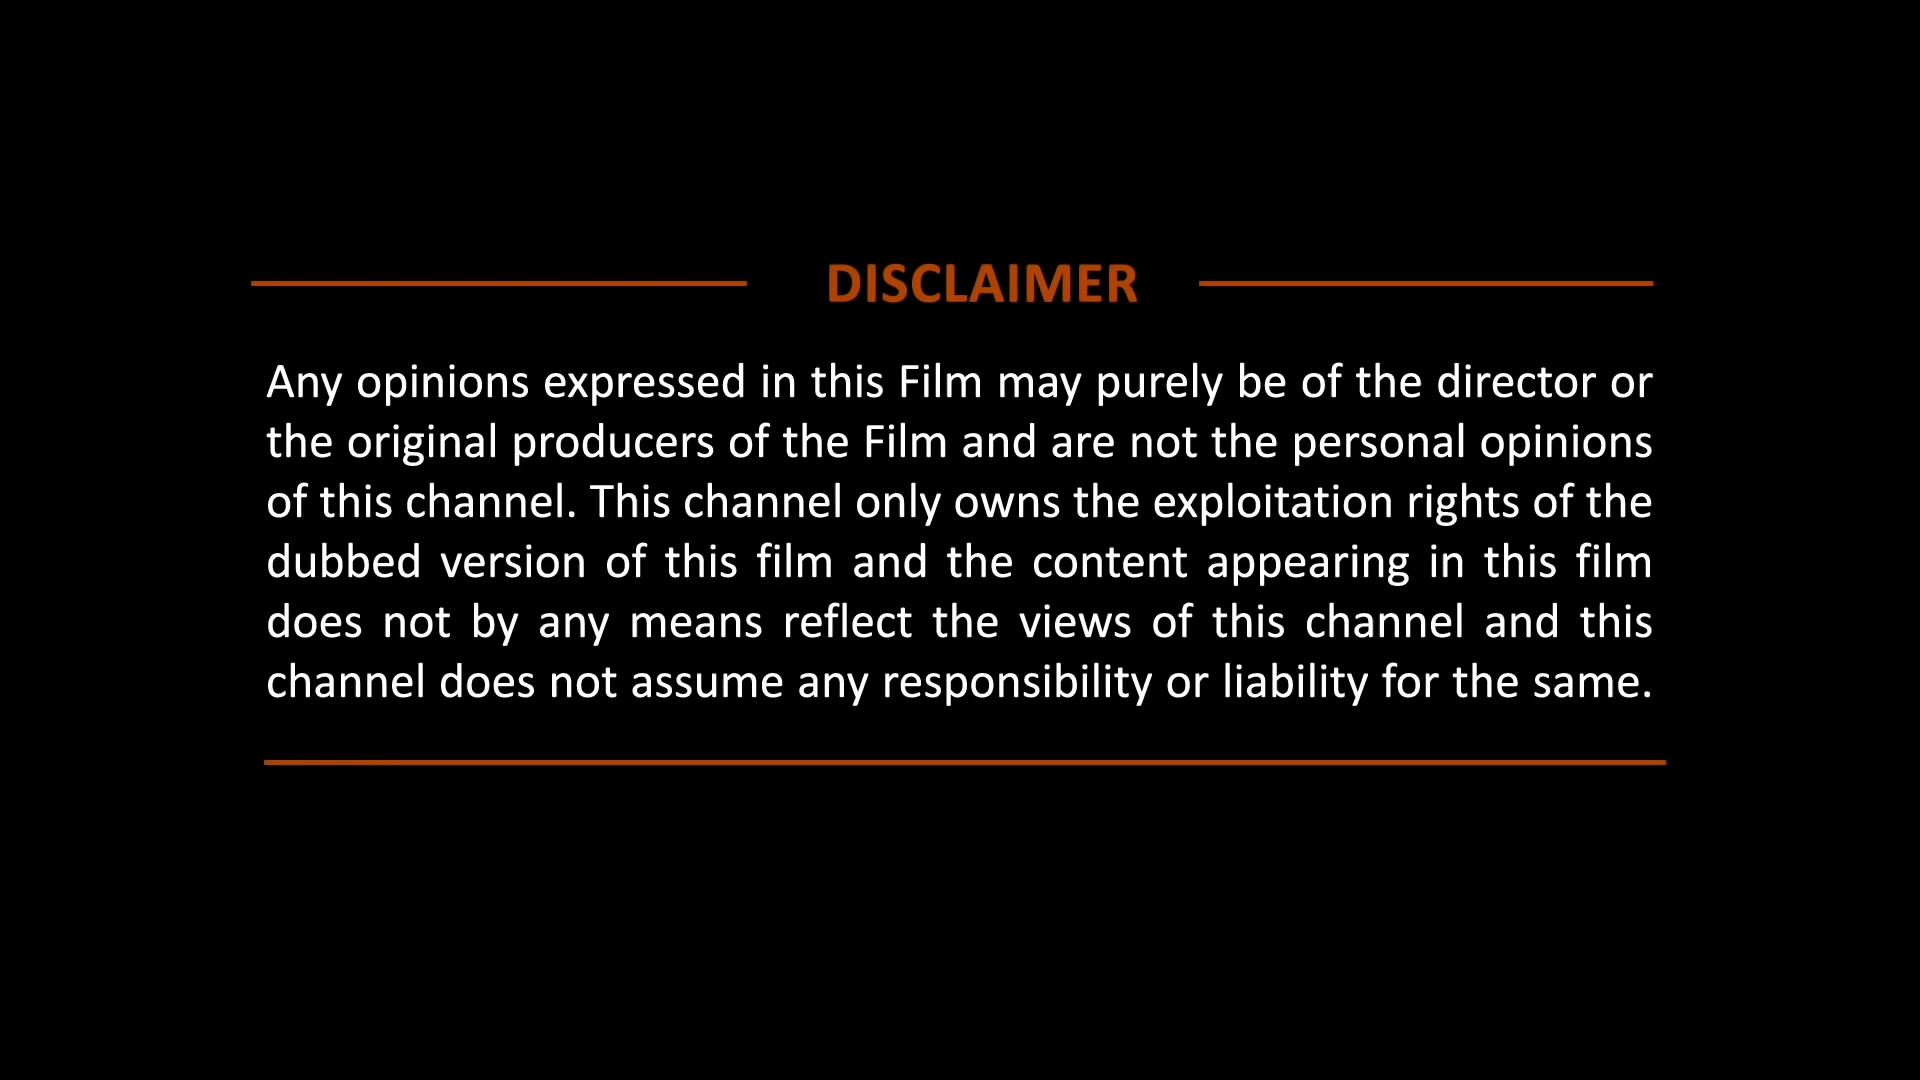 DISCLAIMER
Any opinions expressed in this Film may purely be of the director or
the original producers of the Film and are not the personal opinions
of this channel. This channel only owns the exploitation rights of the
dubbed version of this film and the content appearing in this film
does not by any means reflect the views of this channel and this
channel does not assume any responsibility or liability for the same.